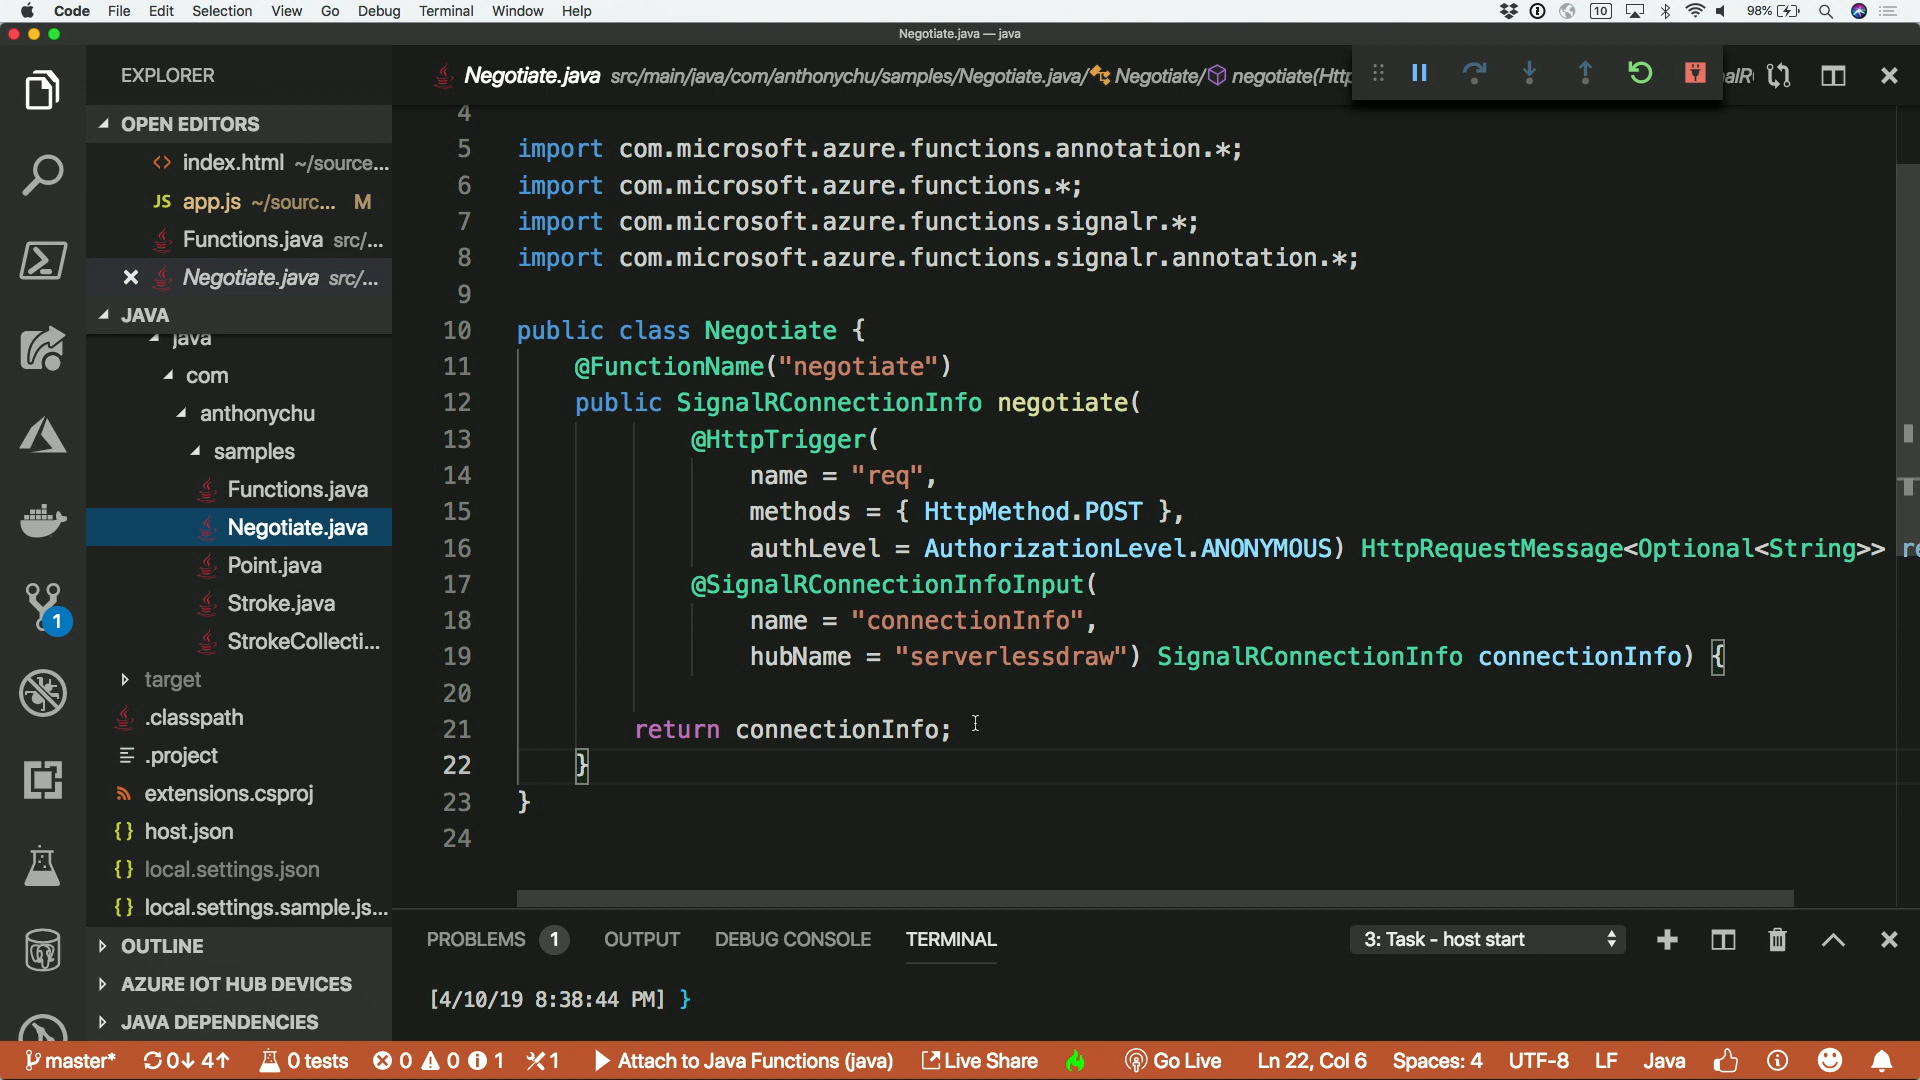 Code File Edit Selection View Go Debug Terminal Window Help
10 98%
Negotiate.java — java
EXPLORER
Negotiate.java src/main/java/com/anthonychu/samples/Negotiate.java/ Negotiate/ negotiate(Http
alR
OPEN EDITORS
index.html ~/source...
JS app.js ~/sourc... M
Functions.java src/...
Negotiate.java src/...
JAVA
java
com
anthonychu
samples
Functions.java
Negotiate.java
Point.java
Stroke.java
StrokeCollecti...
target
.classpath
.project
extensions.csproj
{} host.json
{} local.settings.json
{} local.settings.sample.js...
OUTLINE
AZURE IOT HUB DEVICES
JAVA DEPENDENCIES
1
4
5 import com.microsoft.azure.functions.annotation.*;
6 import com.microsoft.azure.functions.*;
7 import com.microsoft.azure.functions.signalr.*;
8 import com.microsoft.azure.functions.signalr.annotation.*;
9
10 public class Negotiate {
11 @FunctionName("negotiate")
12 public SignalRConnectionInfo negotiate(
13 @HttpTrigger(
14 name = "req",
15 methods = { HttpMethod.POST },
16 authLevel = AuthorizationLevel.ANONYMOUS) HttpRequestMessage<Optional<String>> re
17 @SignalRConnectionInfoInput(
18 name = "connectionInfo",
19 hubName = "serverlessdraw") SignalRConnectionInfo connectionInfo) {
20
21 return connectionInfo;
22 }
23 }
24
PROBLEMS 1 OUTPUT DEBUG CONSOLE TERMINAL 3: Task - host start
[4/10/19 8:38:44 PM] }
master* 0↓ 4↑ 0 tests 0 0 1 1 Attach to Java Functions (java) Live Share Go Live Ln 22, Col 6 Spaces: 4 UTF-8 LF Java